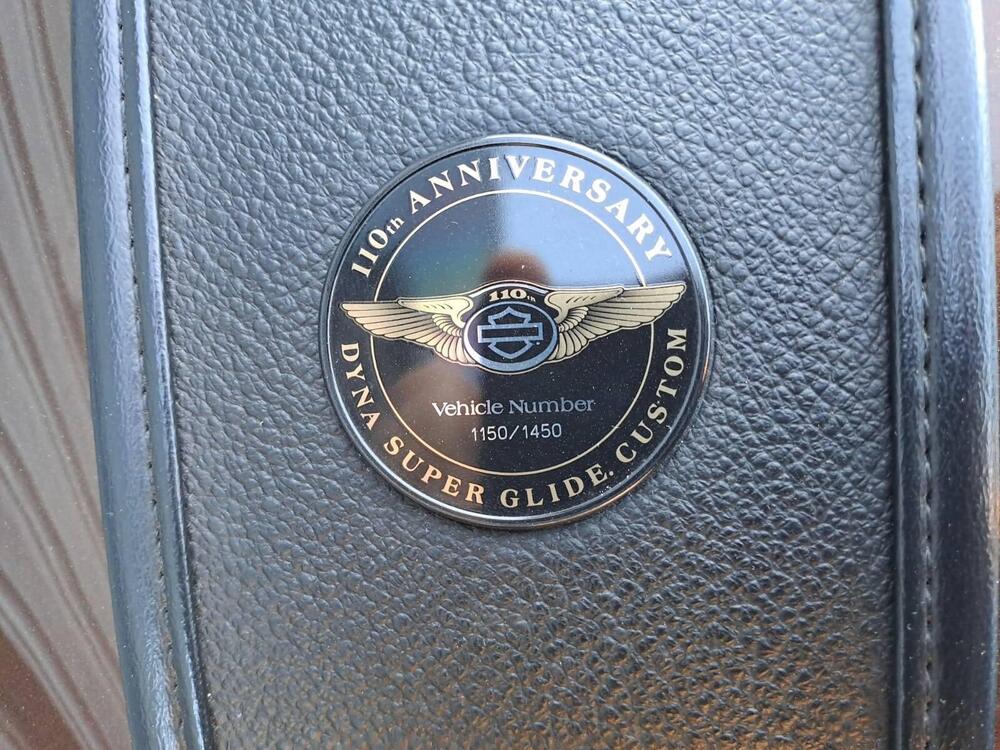 110th ANNIVERSARY
110th
Vehicle Number
1150/1450
DYNA SUPER GLIDE. CUSTOM